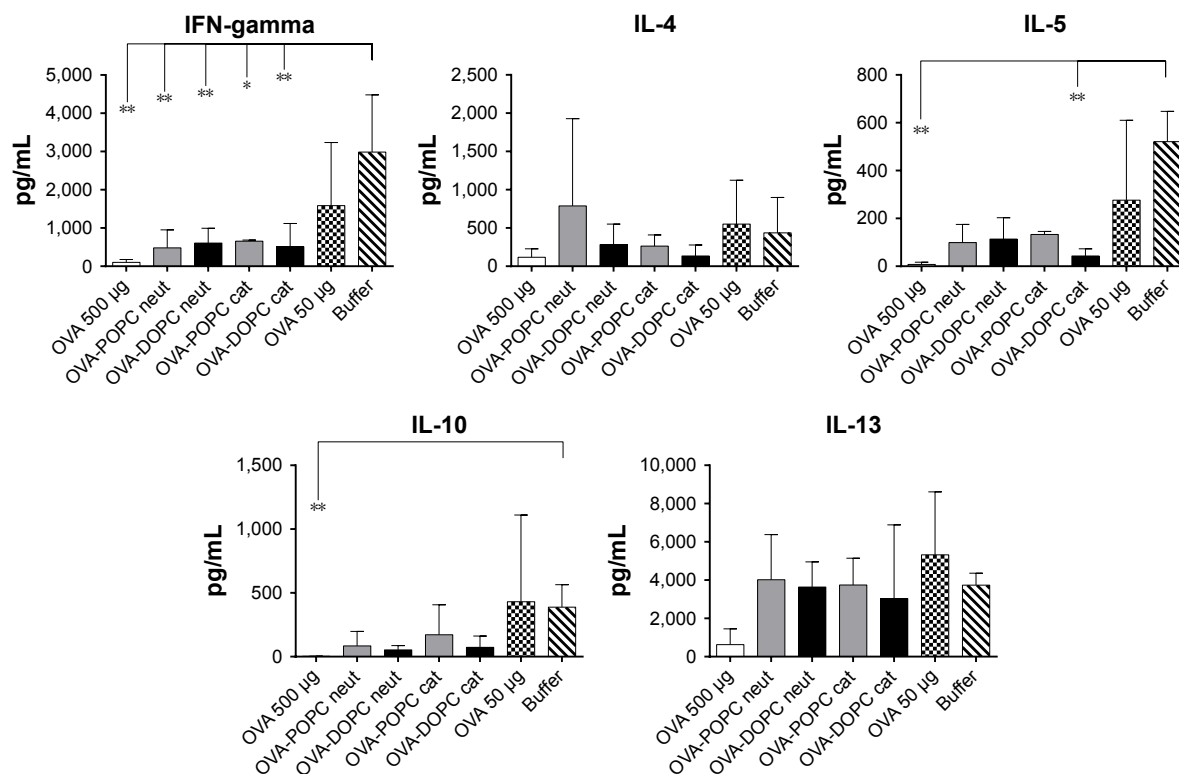 IFN-gamma
pg/mL
5,000
4,000
3,000
2,000
1,000
0
**
**
**
*
**
OVA 500 µg
OVA-POPC neut
OVA-DOPC neut
OVA-POPC cat
OVA-DOPC cat
OVA 50 µg
Buffer
IL-4
pg/mL
2,500
2,000
1,500
1,000
500
0
OVA 500 µg
OVA-POPC neut
OVA-DOPC neut
OVA-POPC cat
OVA-DOPC cat
OVA 50 µg
Buffer
IL-5
pg/mL
800
600
400
200
0
**
**
OVA 500 µg
OVA-POPC neut
OVA-DOPC neut
OVA-POPC cat
OVA-DOPC cat
OVA 50 µg
Buffer
IL-10
pg/mL
1,500
1,000
500
0
**
OVA 500 µg
OVA-POPC neut
OVA-DOPC neut
OVA-POPC cat
OVA-DOPC cat
OVA 50 µg
Buffer
IL-13
pg/mL
10,000
8,000
6,000
4,000
2,000
0
OVA 500 µg
OVA-POPC neut
OVA-DOPC neut
OVA-POPC cat
OVA-DOPC cat
OVA 50 µg
Buffer